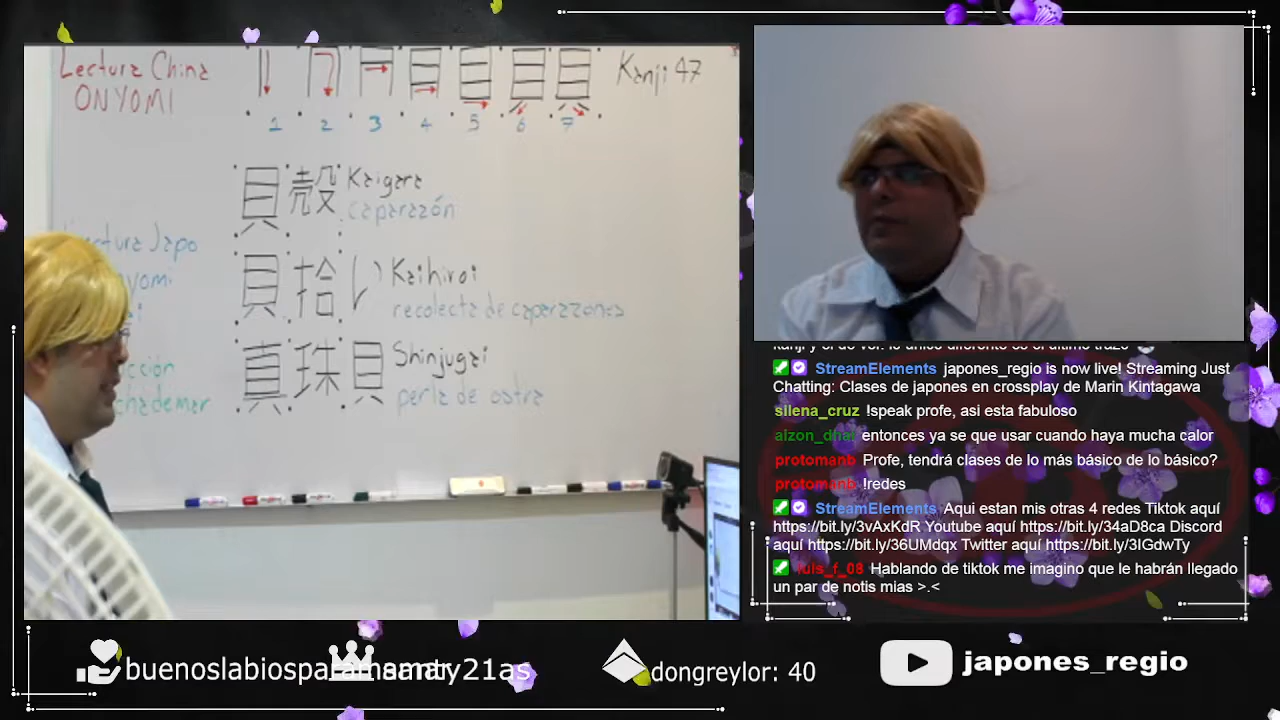 Lectura China
ONYOMI
Kanji 47
1 2 3 4 5 6 7
貝殻 Kaigara
caparazón
貝拾い Kaihiroi
recolecta de caparazones
真珠貝 Shinjugai
perla de ostra
Lectura Japo
StreamElements japones_regio is now live! Streaming Just
Chatting: Clases de japones en crossplay de Marin Kintagawa
silena_cruz !speak profe, asi esta fabuloso
entonces ya se que usar cuando haya mucha calor
protomanb Profe, tendrá clases de lo más básico de lo básico?
protomanb !redes
StreamElements Aqui estan mis otras 4 redes Tiktok aquí
https://bit.ly/3vAxKdR Youtube aquí https://bit.ly/34aD8ca Discord
aquí https://bit.ly/36UMdqx Twitter aquí https://bit.ly/3IGdwTy
luis_f_08 Hablando de tiktok me imagino que le habrán llegado
un par de notis mias >.<
dongreylor: 40
japones_regio